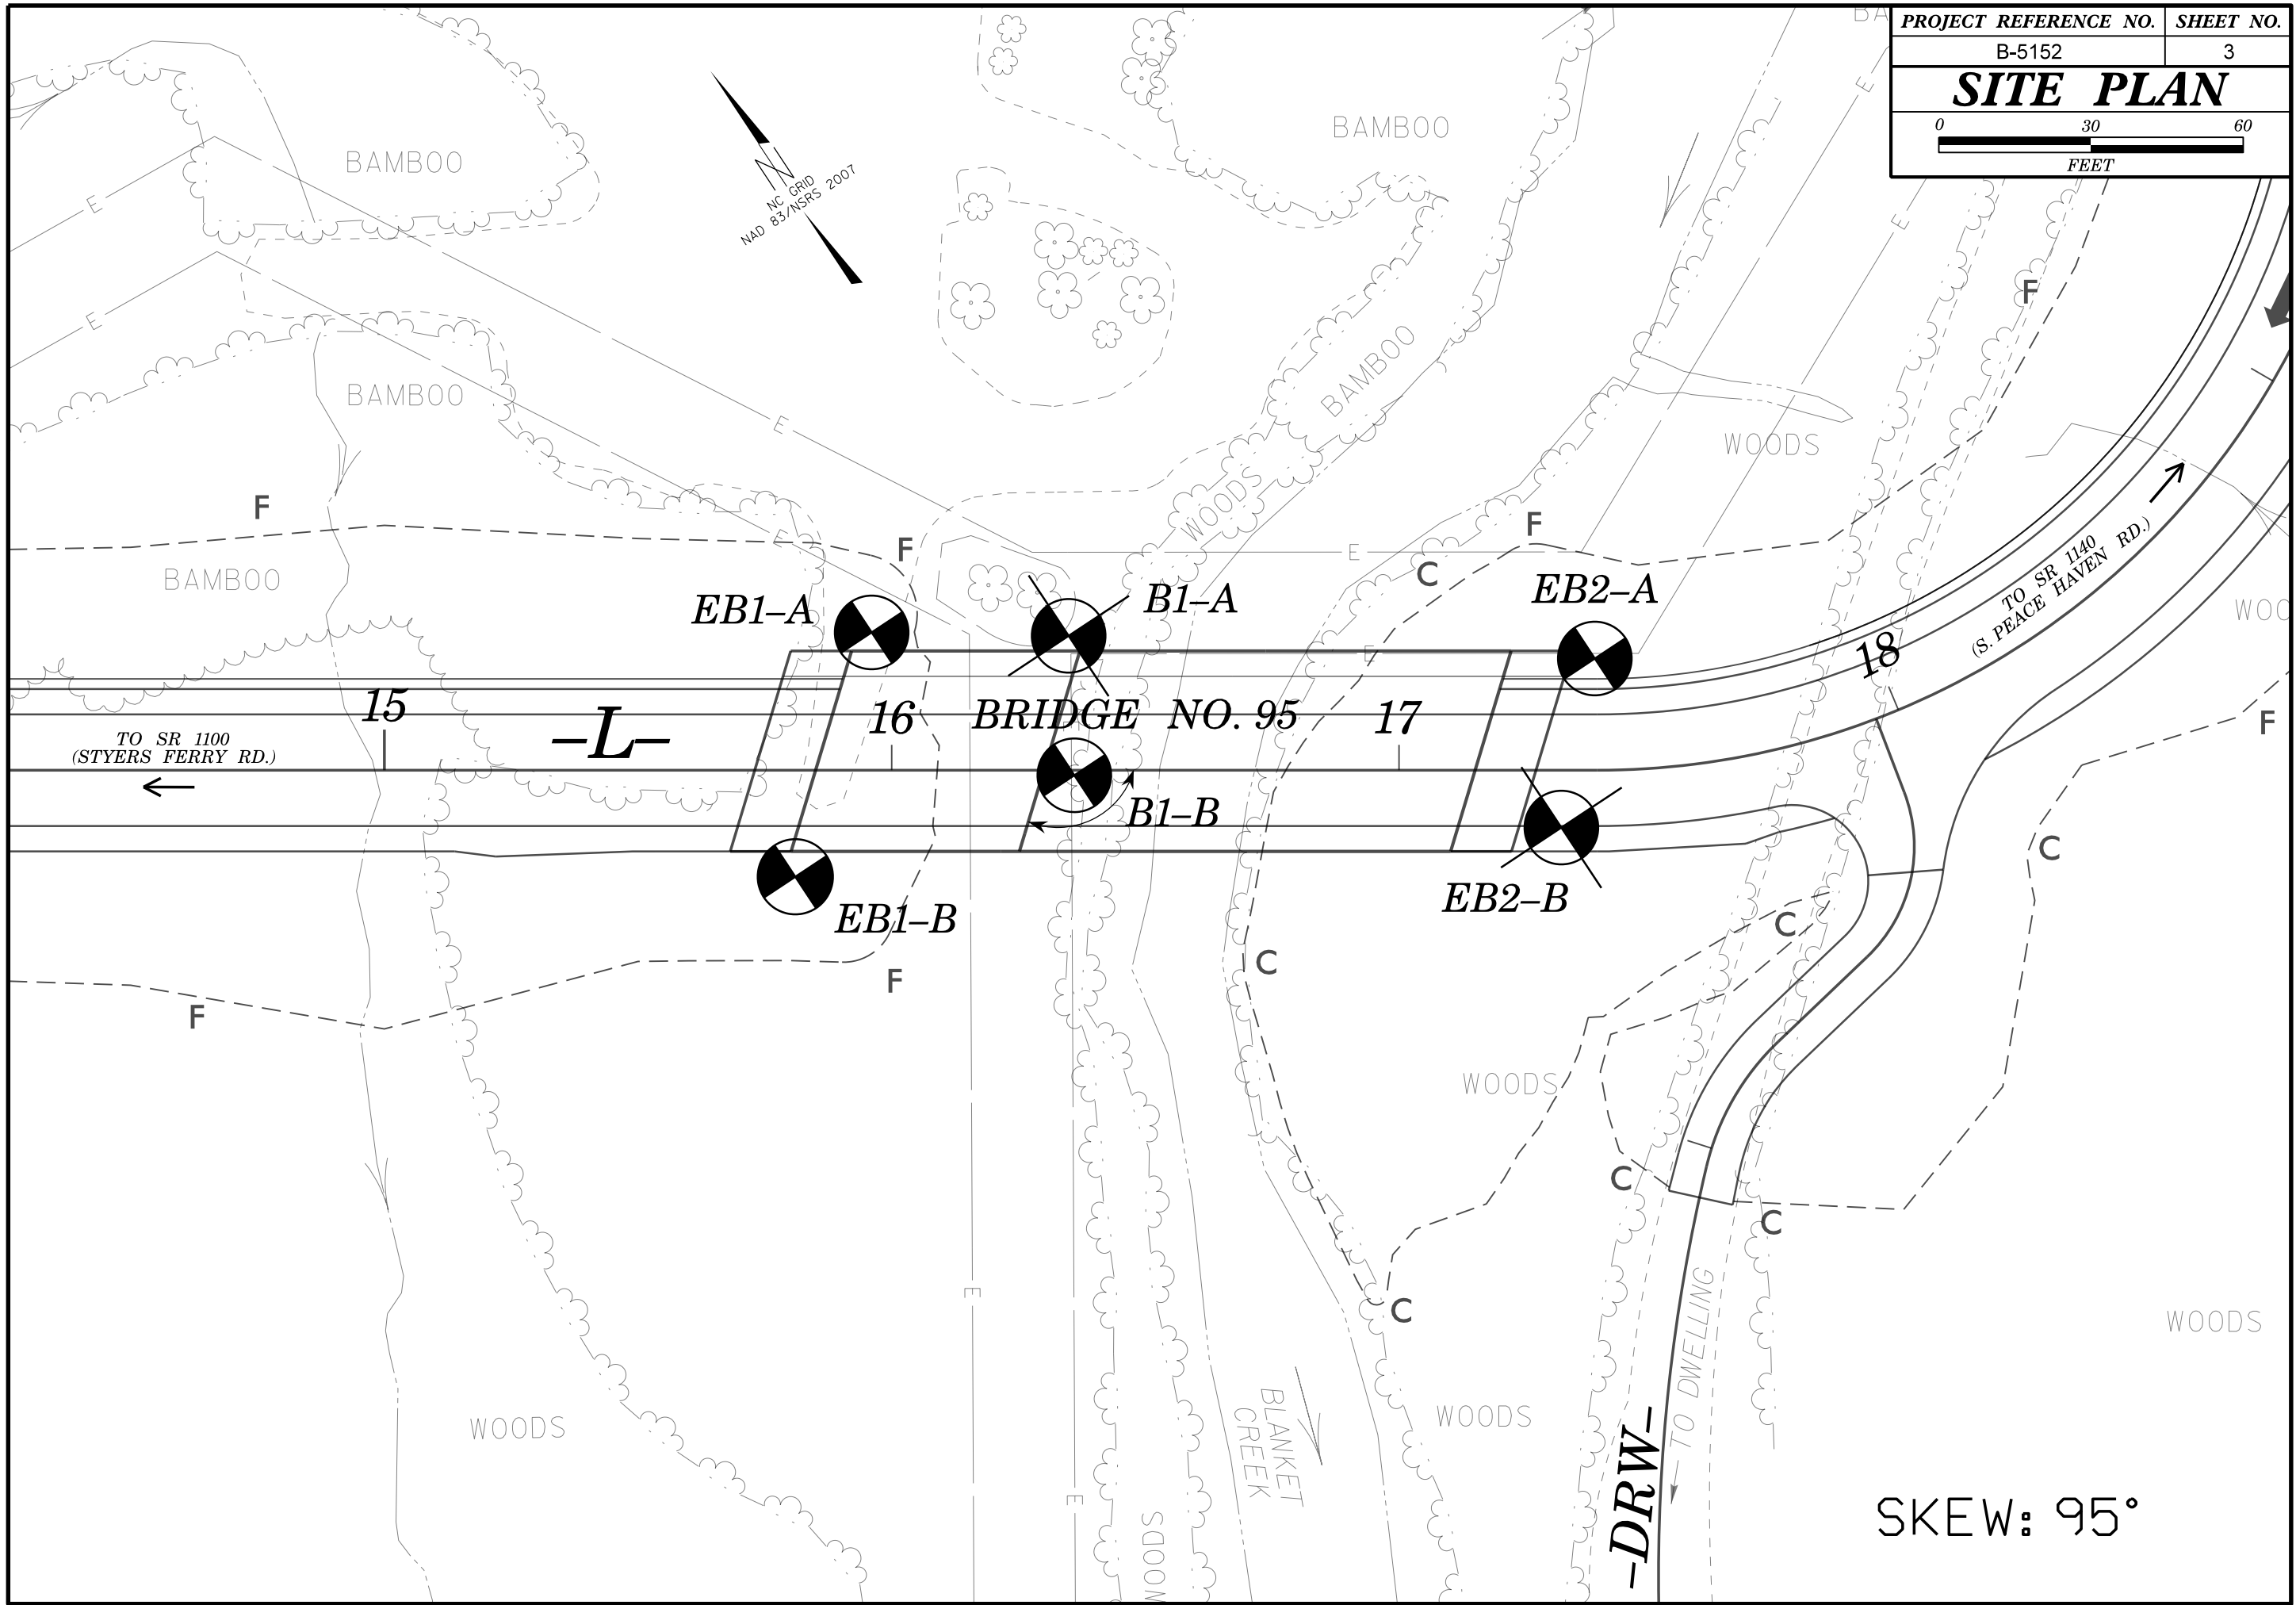 PROJECT REFERENCE NO. SHEET NO.
B-5152 3
SITE PLAN
0 30 60
FEET
BA
BAMBOO
BAMBOO
E
N
NC GRID
NAD 83/NSRS 2007
E
E
E
F
E
BAMBOO
BAMBOO
E
WOODS
WOODS
F
F
F
E
E
C
BAMBOO
EB1-A
B1-A
EB2-A
TO SR 1140
(S. PEACE HAVEN RD.)
WOO
E
18
15
-L-
16
BRIDGE NO. 95
17
F
TO SR 1100
(STYERS FERRY RD.)
B1-B
C
EB2-B
EB1-B
C
C
F
F
WOODS
C
C
E
C
TO DWELLING
WOODS
WOODS
WOODS
BLANKET
CREEK
E
-DRW-
WOODS
SKEW: 95°